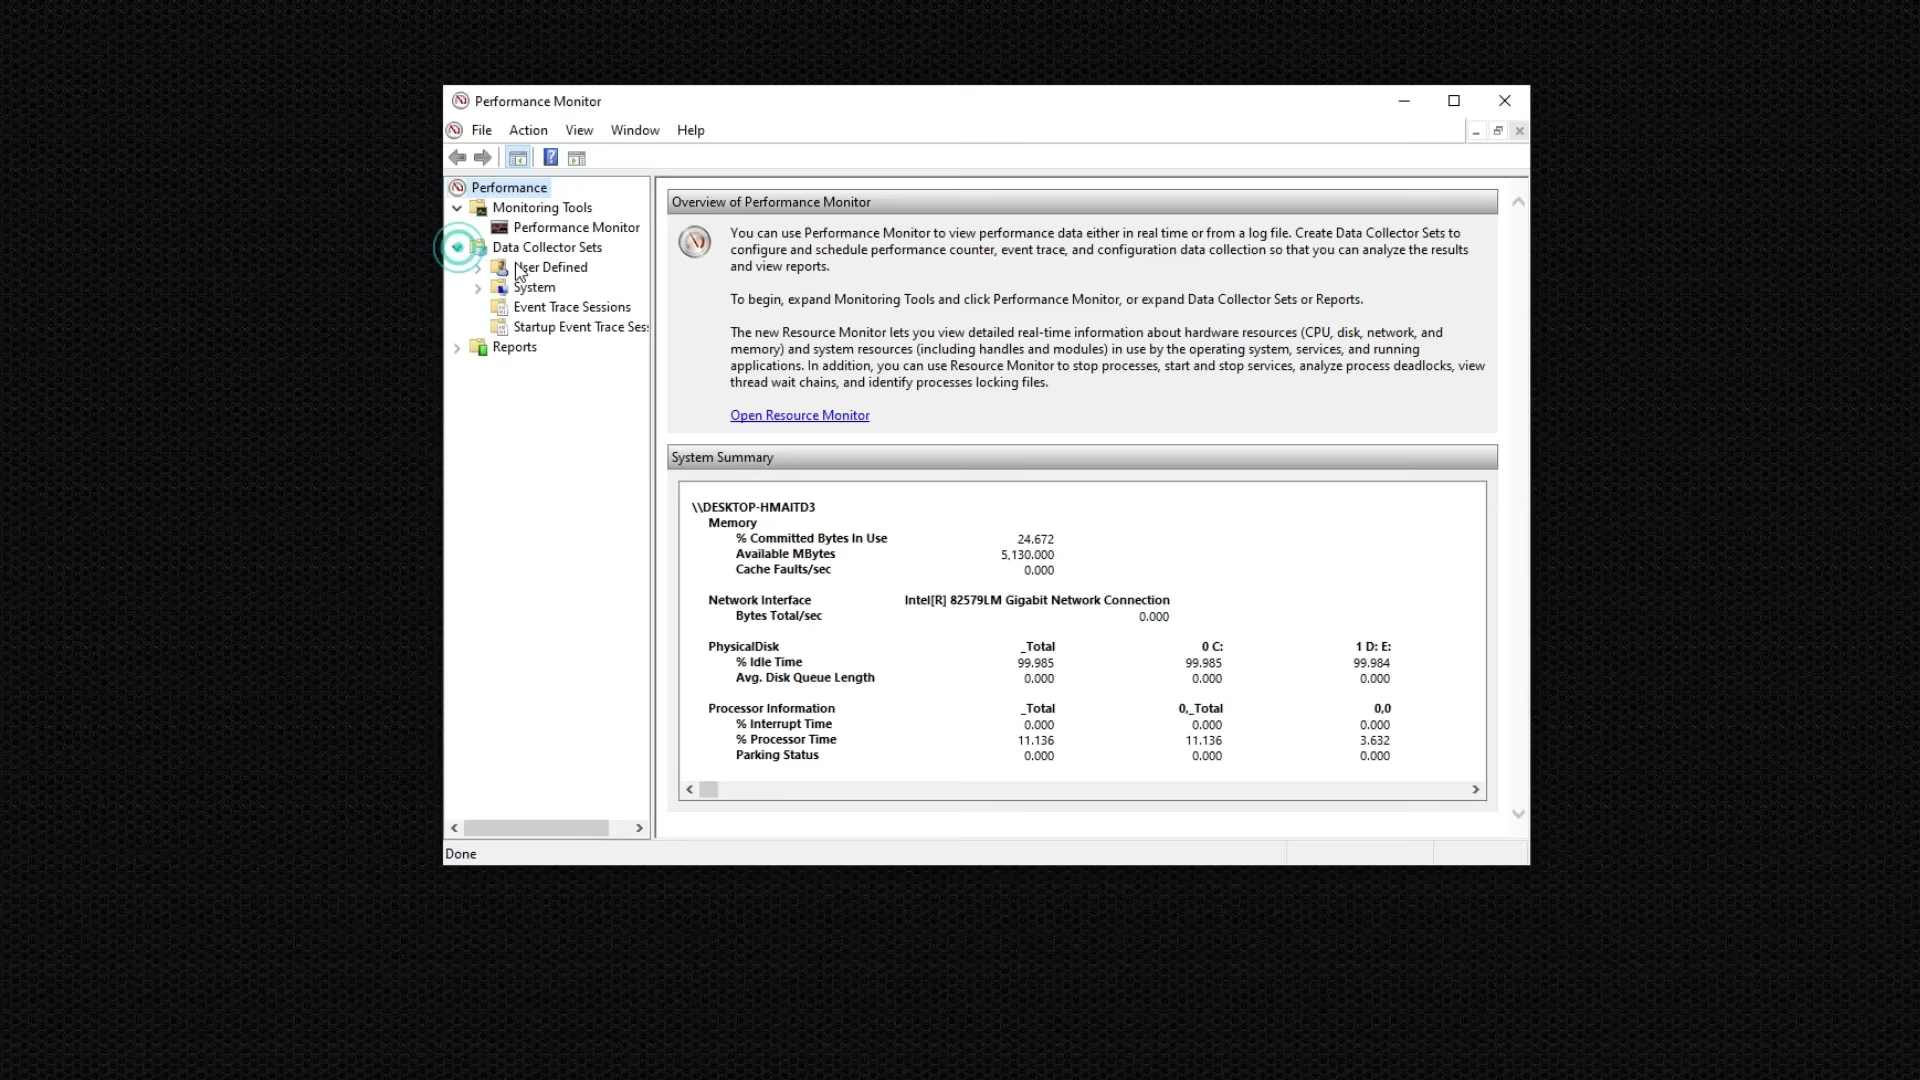 Performance Monitor
File Action View Window Help
Performance
Monitoring Tools
Performance Monitor
Data Collector Sets
User Defined
System
Event Trace Sessions
Startup Event Trace Ses
Reports
Overview of Performance Monitor
You can use Performance Monitor to view performance data either in real time or from a log file. Create Data Collector Sets to
configure and schedule performance counter, event trace, and configuration data collection so that you can analyze the results
and view reports.
To begin, expand Monitoring Tools and click Performance Monitor, or expand Data Collector Sets or Reports.
The new Resource Monitor lets you view detailed real-time information about hardware resources (CPU, disk, network, and
memory) and system resources (including handles and modules) in use by the operating system, services, and running
applications. In addition, you can use Resource Monitor to stop processes, start and stop services, analyze process deadlocks, view
thread wait chains, and identify processes locking files.
Open Resource Monitor
System Summary
\\DESKTOP-HMAITD3
Memory
% Committed Bytes In Use 24.672
Available MBytes 5,130.000
Cache Faults/sec 0.000
Network Interface Intel[R] 82579LM Gigabit Network Connection
Bytes Total/sec 0.000
PhysicalDisk _Total 0 C: 1 D: E:
% Idle Time 99.985 99.985 99.984
Avg. Disk Queue Length 0.000 0.000 0.000
Processor Information _Total 0,_Total 0,0
% Interrupt Time 0.000 0.000 0.000
% Processor Time 11.136 11.136 3.632
Parking Status 0.000 0.000 0.000
Done